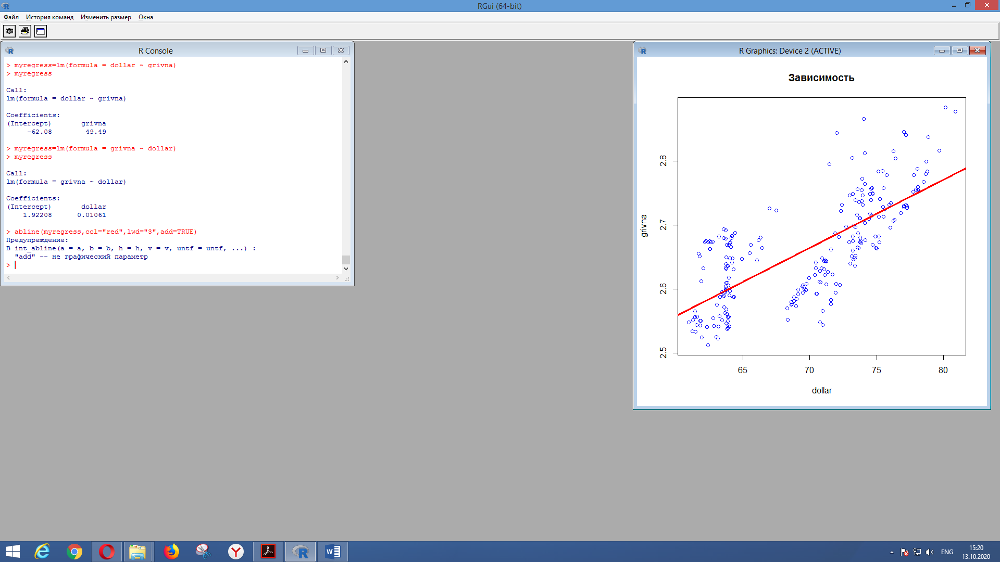 RGui (64-bit)
Файл История команд Изменить размер Окна
R Console
> myregress=lm(formula = dollar ~ grivna)
> myregress
Call:
lm(formula = dollar ~ grivna)
Coefficients:
(Intercept) grivna
-62.08 49.49
> myregress=lm(formula = grivna ~ dollar)
> myregress
Call:
lm(formula = grivna ~ dollar)
Coefficients:
(Intercept) dollar
1.92208 0.01061
> abline(myregress,col="red",lwd="3",add=TRUE)
Предупреждение:
В int_abline(a = a, b = b, h = h, v = v, untf = untf, ...) :
"add" -- не графический параметр
>
R Graphics: Device 2 (ACTIVE)
Зависимость
grivna
2.8
2.7
2.6
2.5
65 70 75 80
dollar
ENG
15:20
13.10.2020